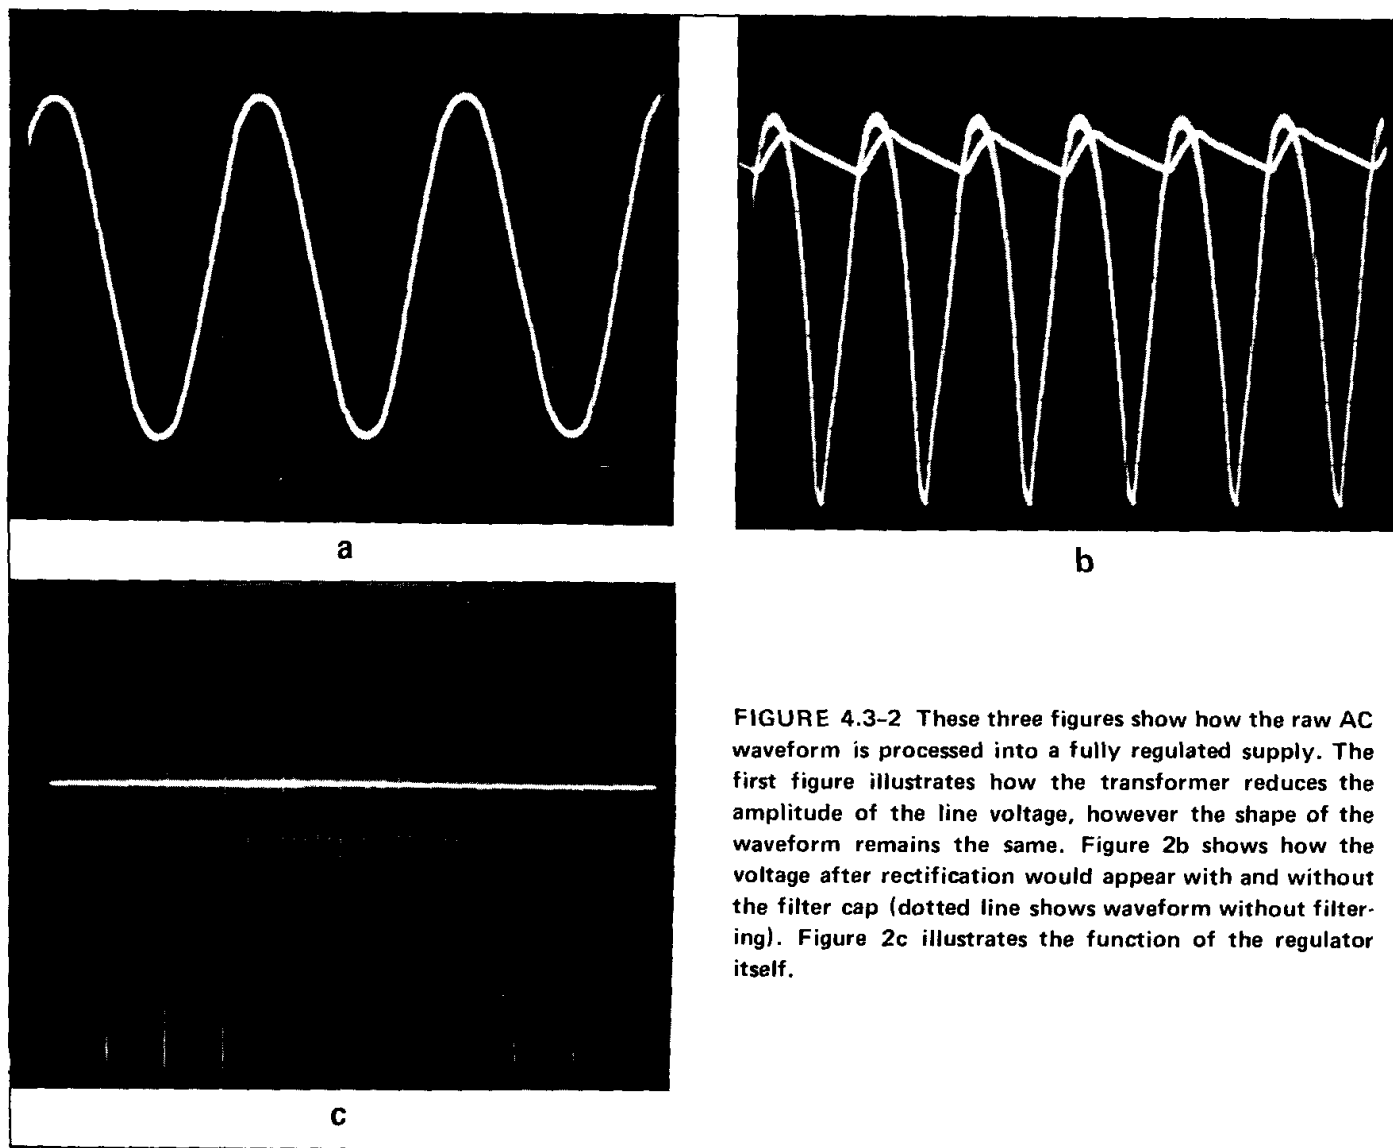 a
b
c
FIGURE 4.3-2 These three figures show how the raw AC
waveform is processed into a fully regulated supply. The
first figure illustrates how the transformer reduces the
amplitude of the line voltage, however the shape of the
waveform remains the same. Figure 2b shows how the
voltage after rectification would appear with and without
the filter cap (dotted line shows waveform without filter-
ing). Figure 2c illustrates the function of the regulator
itself.